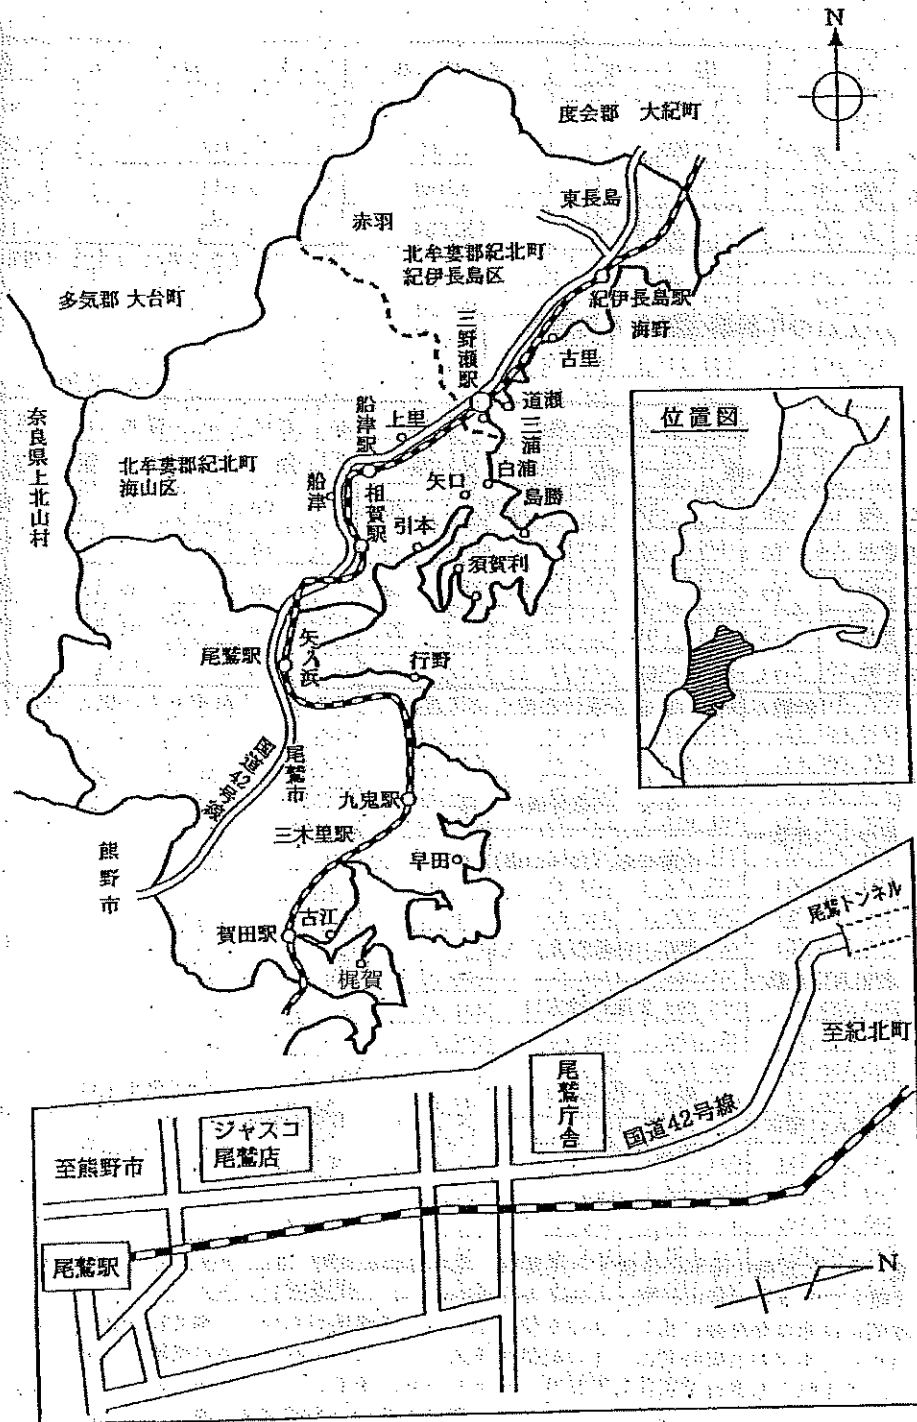 N
度会郡 大紀町
東長島
赤羽
北牟婁郡紀北町
紀伊長島区
多気郡 大台町
紀伊長島駅
海野
三野瀬駅
古里
道瀬
三浦
船津駅
上里
奈良県上北山村
北牟婁郡紀北町
海山区
船津
相賀駅
矢口
白浦
島勝
引本
須賀利
位置図
尾鷲駅
矢ノ浜
行野
国道42号線
尾鷲市
九鬼駅
三木里駅
早田
熊野市
賀田駅
古江
梶賀
尾鷲トンネル
至紀北町
尾鷲庁舎
国道42号線
ジャスコ
尾鷲店
至熊野市
尾鷲駅
N